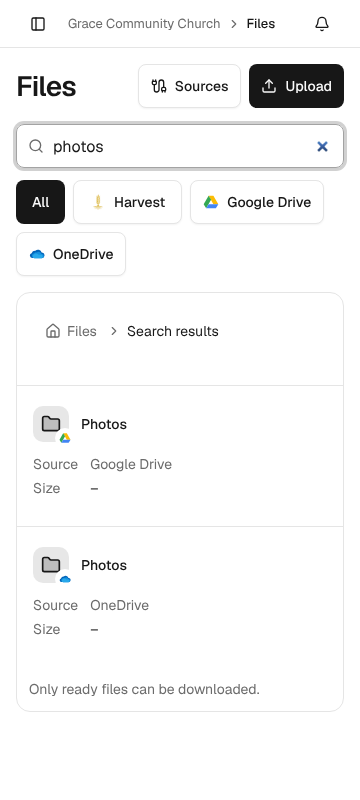 Grace Community Church > Files
Files
Sources
Upload
photos
All
Harvest
Google Drive
OneDrive
Files > Search results
Photos
Source Google Drive
Size –
Photos
Source OneDrive
Size –
Only ready files can be downloaded.